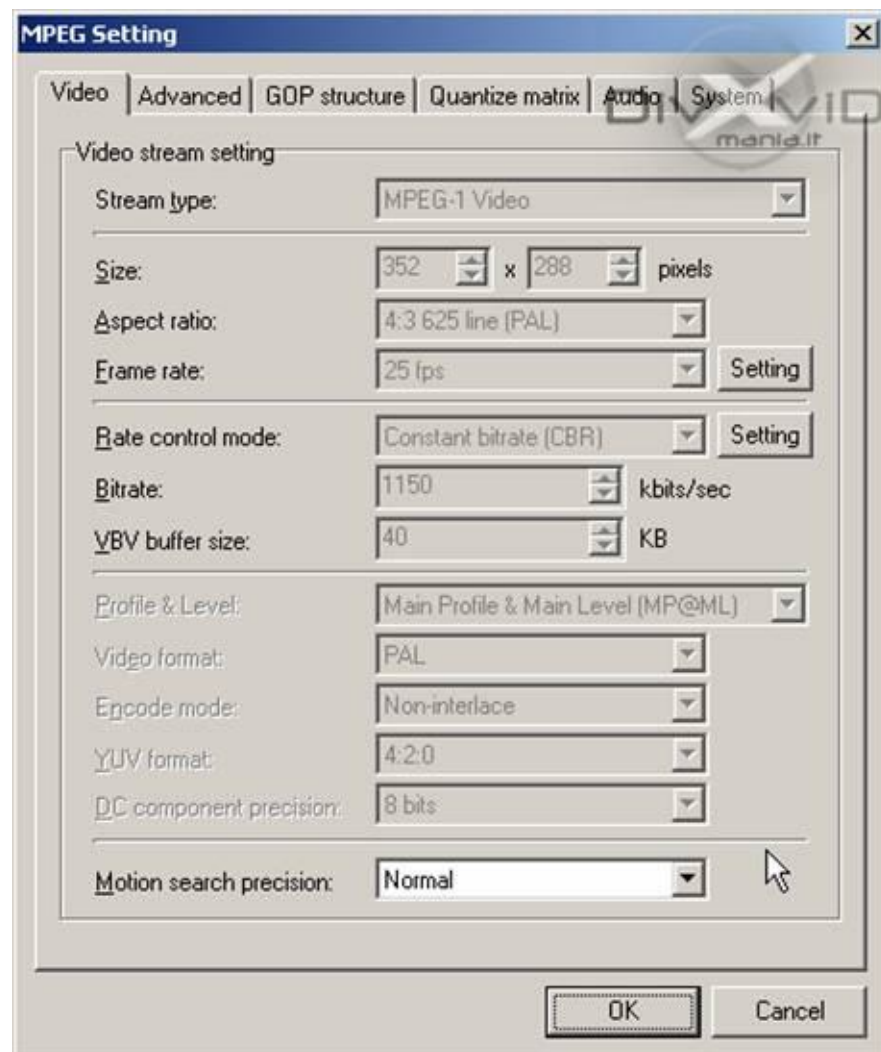 MPEG Setting
Video Advanced GOP structure Quantize matrix Audio System
DivXviD
mania.it
Video stream setting
Stream type: MPEG-1 Video
Size: 352 x 288 pixels
Aspect ratio: 4:3 625 line (PAL)
Frame rate: 25 fps Setting
Rate control mode: Constant bitrate (CBR) Setting
Bitrate: 1150 kbits/sec
VBV buffer size: 40 KB
Profile & Level: Main Profile & Main Level (MP@ML)
Video format: PAL
Encode mode: Non-interlace
YUV format: 4:2:0
DC component precision: 8 bits
Motion search precision: Normal
OK Cancel